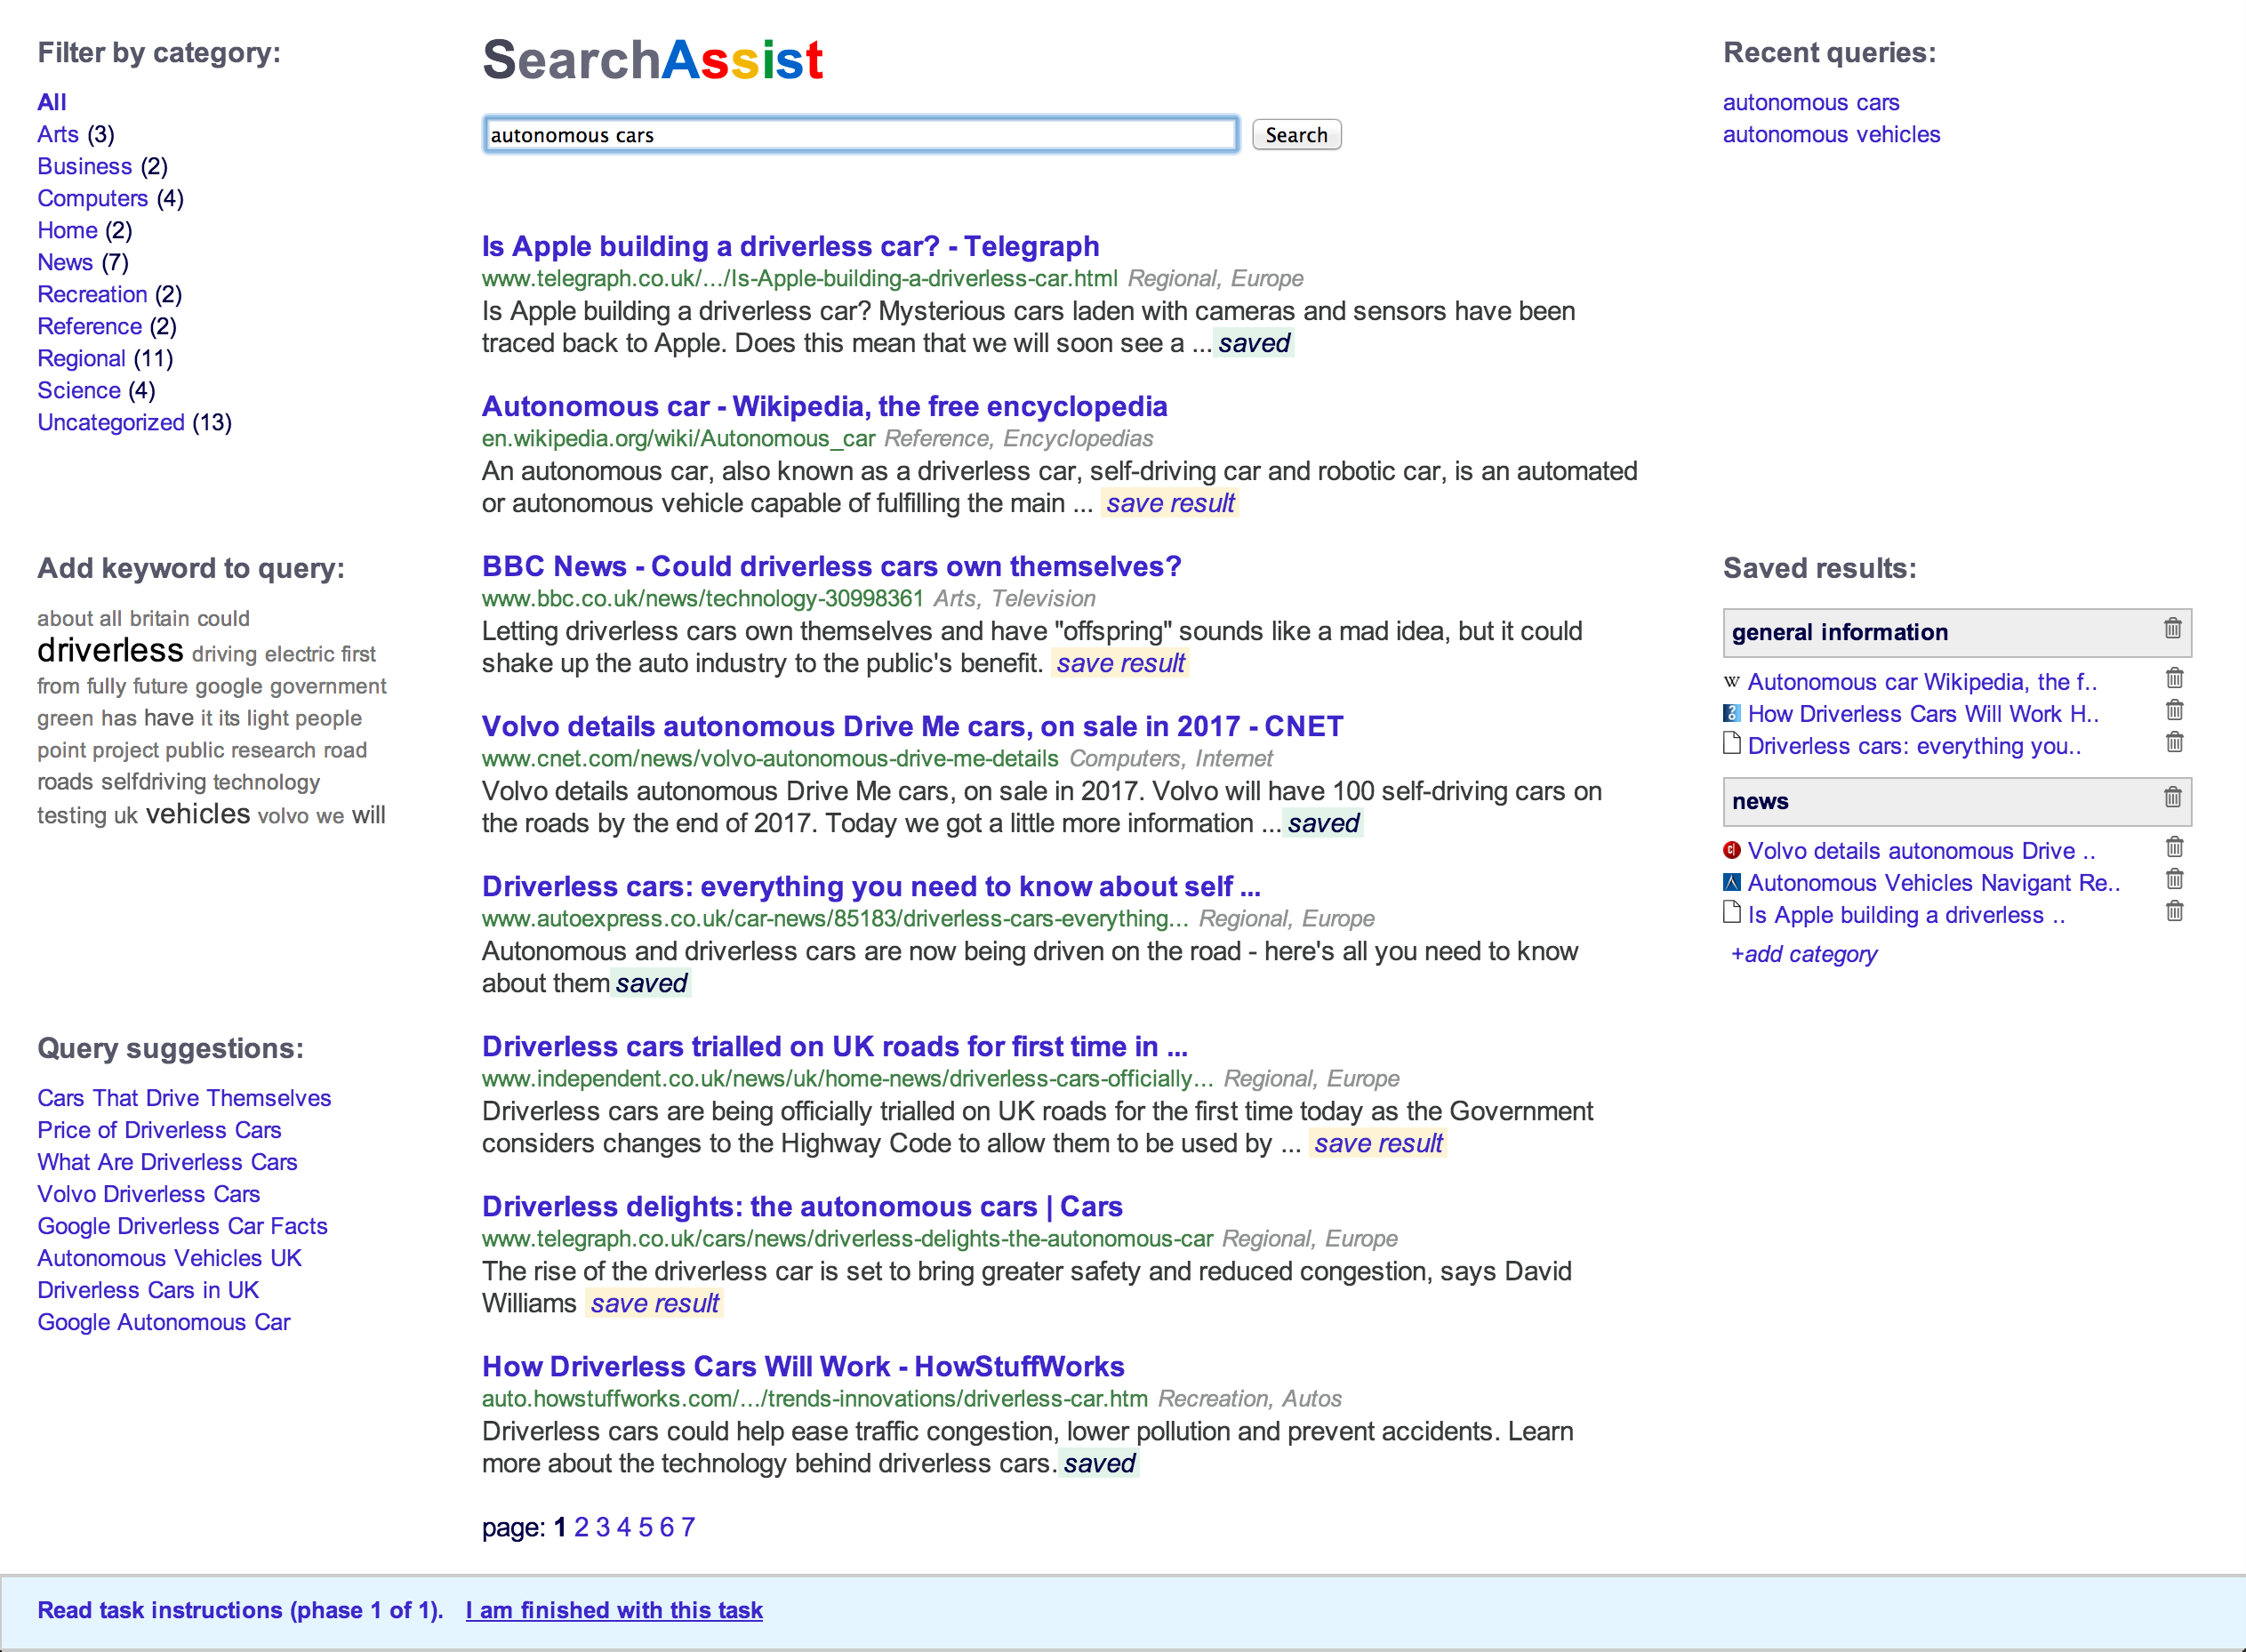 Filter by category:
All
Arts (3)
Business (2)
Computers (4)
Home (2)
News (7)
Recreation (2)
Reference (2)
Regional (11)
Science (4)
Uncategorized (13)
Add keyword to query:
about all britain could
driverless driving electric first
from fully future google government
green has have it its light people
point project public research road
roads selfdriving technology
testing uk vehicles volvo we will
Query suggestions:
Cars That Drive Themselves
Price of Driverless Cars
What Are Driverless Cars
Volvo Driverless Cars
Google Driverless Car Facts
Autonomous Vehicles UK
Driverless Cars in UK
Google Autonomous Car
SearchAssist
autonomous cars Search
Is Apple building a driverless car? - Telegraph
www.telegraph.co.uk/.../Is-Apple-building-a-driverless-car.html Regional, Europe
Is Apple building a driverless car? Mysterious cars laden with cameras and sensors have been
traced back to Apple. Does this mean that we will soon see a ... saved
Autonomous car - Wikipedia, the free encyclopedia
en.wikipedia.org/wiki/Autonomous_car Reference, Encyclopedias
An autonomous car, also known as a driverless car, self-driving car and robotic car, is an automated
or autonomous vehicle capable of fulfilling the main ... save result
BBC News - Could driverless cars own themselves?
www.bbc.co.uk/news/technology-30998361 Arts, Television
Letting driverless cars own themselves and have "offspring" sounds like a mad idea, but it could
shake up the auto industry to the public's benefit. save result
Volvo details autonomous Drive Me cars, on sale in 2017 - CNET
www.cnet.com/news/volvo-autonomous-drive-me-details Computers, Internet
Volvo details autonomous Drive Me cars, on sale in 2017. Volvo will have 100 self-driving cars on
the roads by the end of 2017. Today we got a little more information ... saved
Driverless cars: everything you need to know about self ...
www.autoexpress.co.uk/car-news/85183/driverless-cars-everything... Regional, Europe
Autonomous and driverless cars are now being driven on the road - here's all you need to know
about them saved
Driverless cars trialled on UK roads for first time in ...
www.independent.co.uk/news/uk/home-news/driverless-cars-officially... Regional, Europe
Driverless cars are being officially trialled on UK roads for the first time today as the Government
considers changes to the Highway Code to allow them to be used by ... save result
Driverless delights: the autonomous cars | Cars
www.telegraph.co.uk/cars/news/driverless-delights-the-autonomous-car Regional, Europe
The rise of the driverless car is set to bring greater safety and reduced congestion, says David
Williams save result
How Driverless Cars Will Work - HowStuffWorks
auto.howstuffworks.com/.../trends-innovations/driverless-car.htm Recreation, Autos
Driverless cars could help ease traffic congestion, lower pollution and prevent accidents. Learn
more about the technology behind driverless cars. saved
page: 1 2 3 4 5 6 7
Recent queries:
autonomous cars
autonomous vehicles
Saved results:
general information
W Autonomous car Wikipedia, the f..
How Driverless Cars Will Work H..
Driverless cars: everything you..
news
Volvo details autonomous Drive ..
Autonomous Vehicles Navigant Re..
Is Apple building a driverless ..
+add category
Read task instructions (phase 1 of 1). I am finished with this task